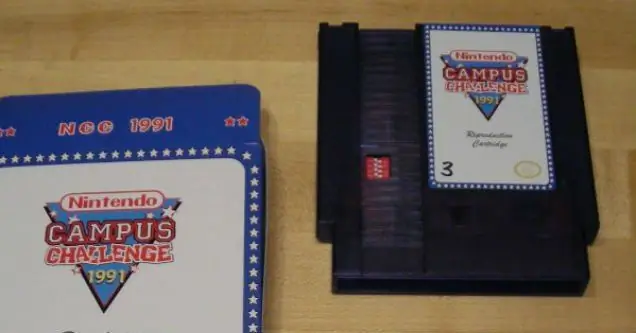 NCC 1991
Nintendo
CAMPUS
CHALLENGE
1991
Nintendo
CAMPUS
CHALLENGE
1991
Reproduction
Cartridge
3